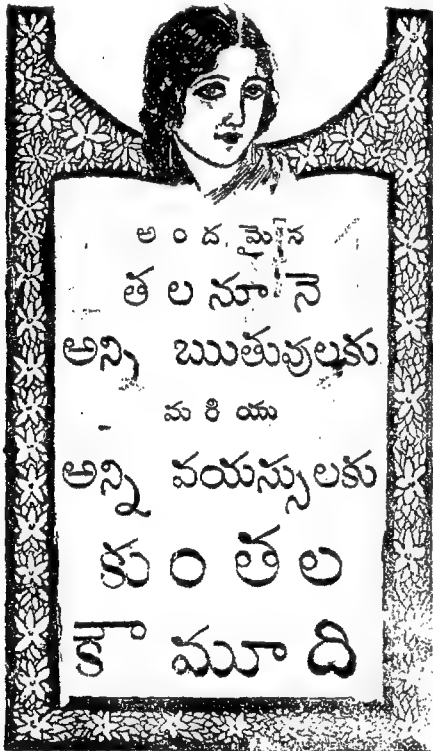 అందమైన
తలనూనె
అన్ని ఋతువులకు
మరియు
అన్ని వయస్సులకు
కుంతల
కౌమూది